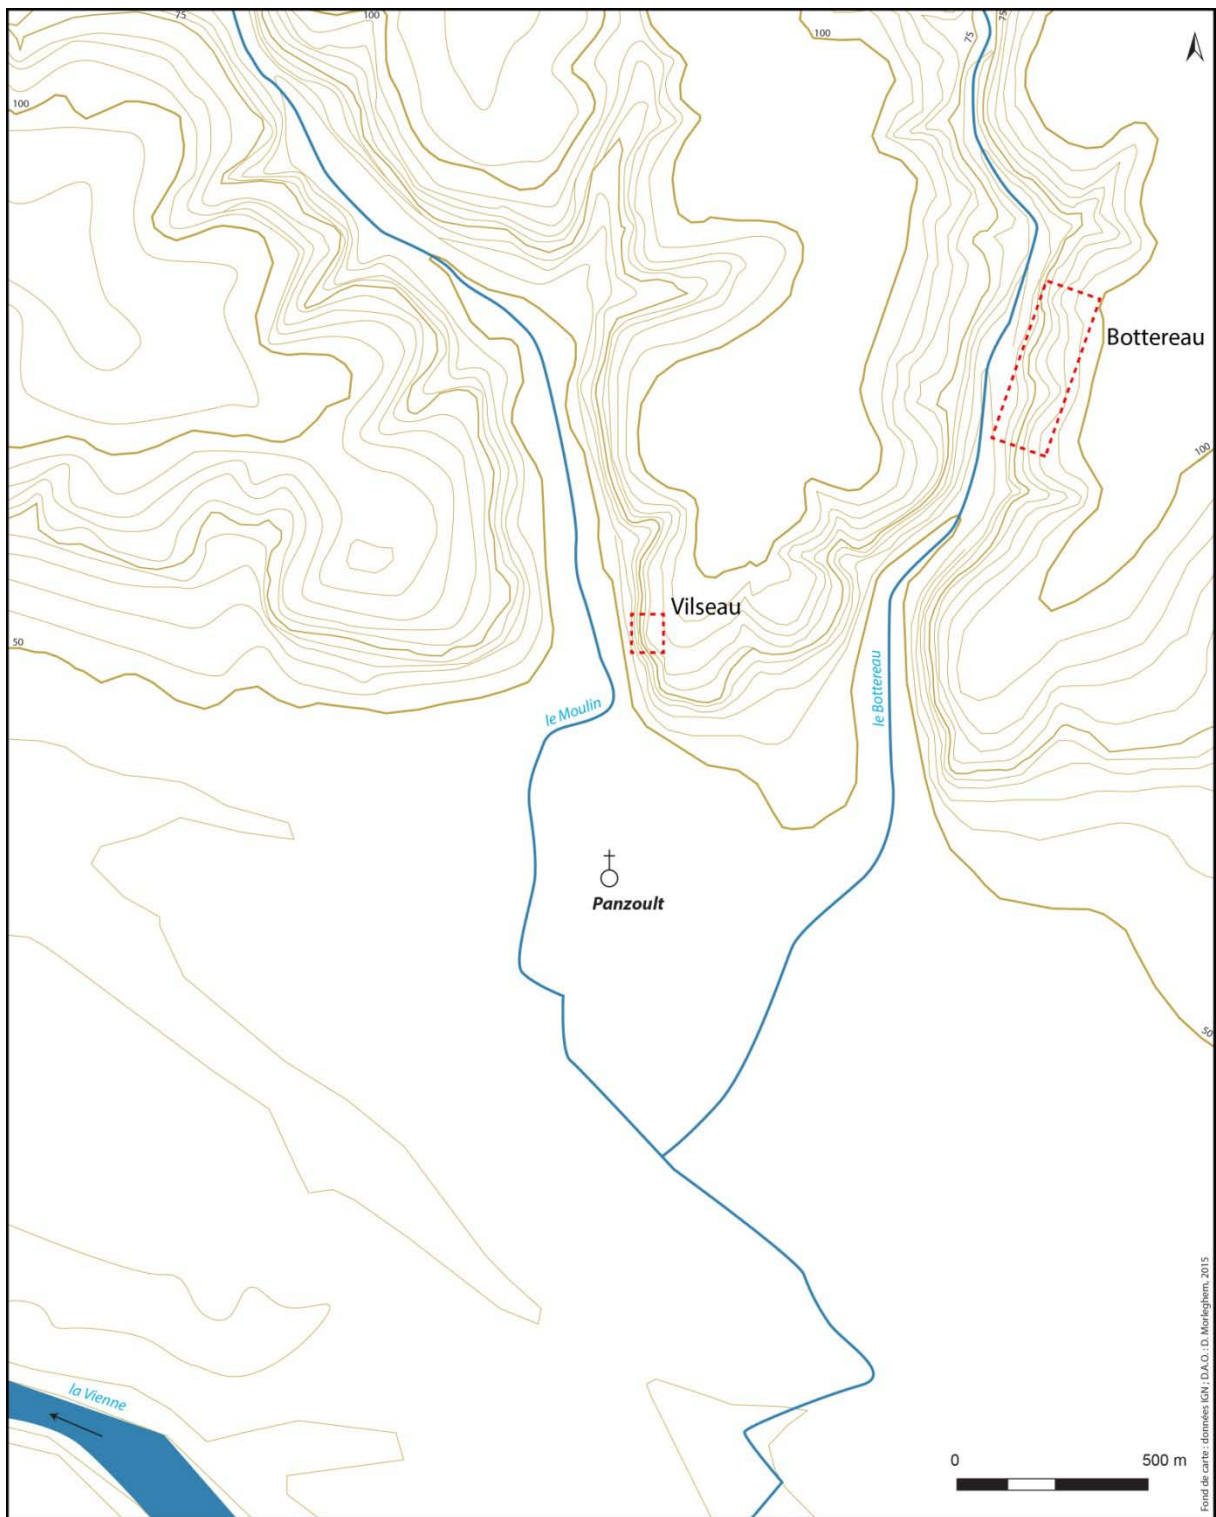 75
100
100
75
75
100
Bottereau
100
Vilseau
50
le Moulin
le Bottereau
Panzoult
50
la Vienne
0 500 m
Fond de carte : données IGN ; D.A.O. : D. Morleghem, 2015